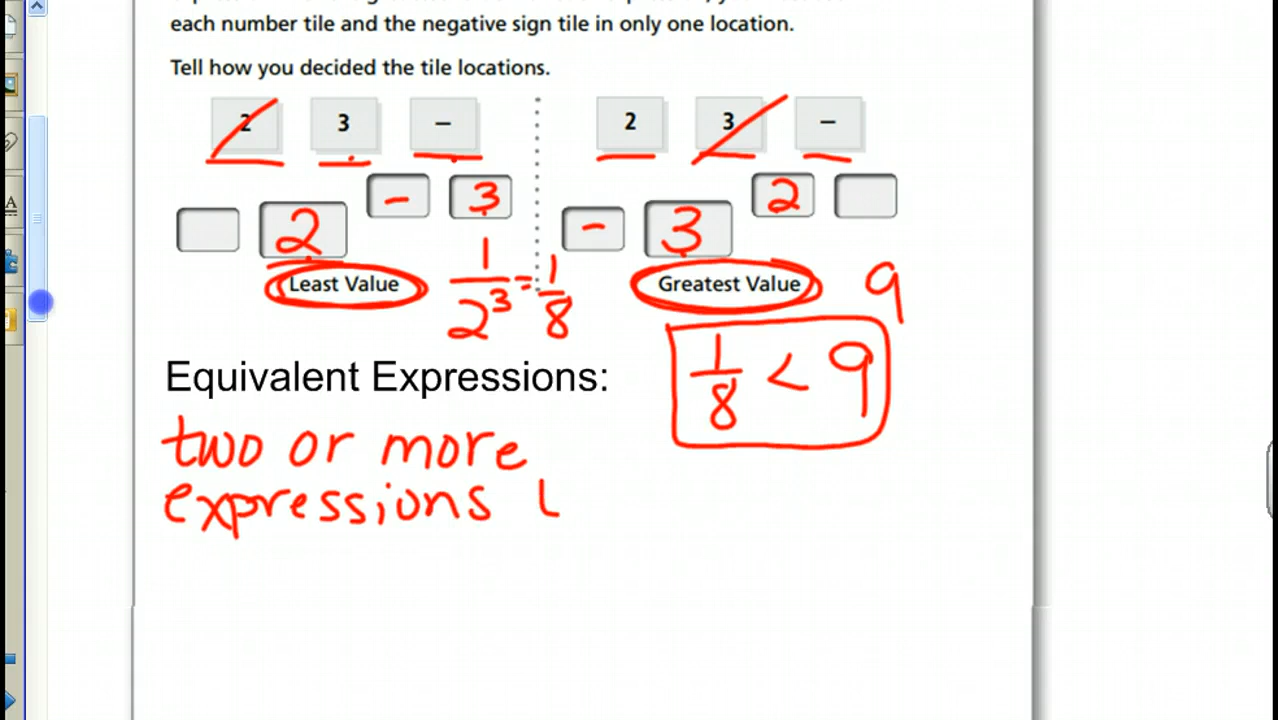 each number tile and the negative sign tile in only one location.
Tell how you decided the tile locations.
2 3 − 2 3 −
- 3 2
2 - 3
Least Value Greatest Value 9
1/2³ = 1/8
1/8 < 9
Equivalent Expressions:
two or more
expressions